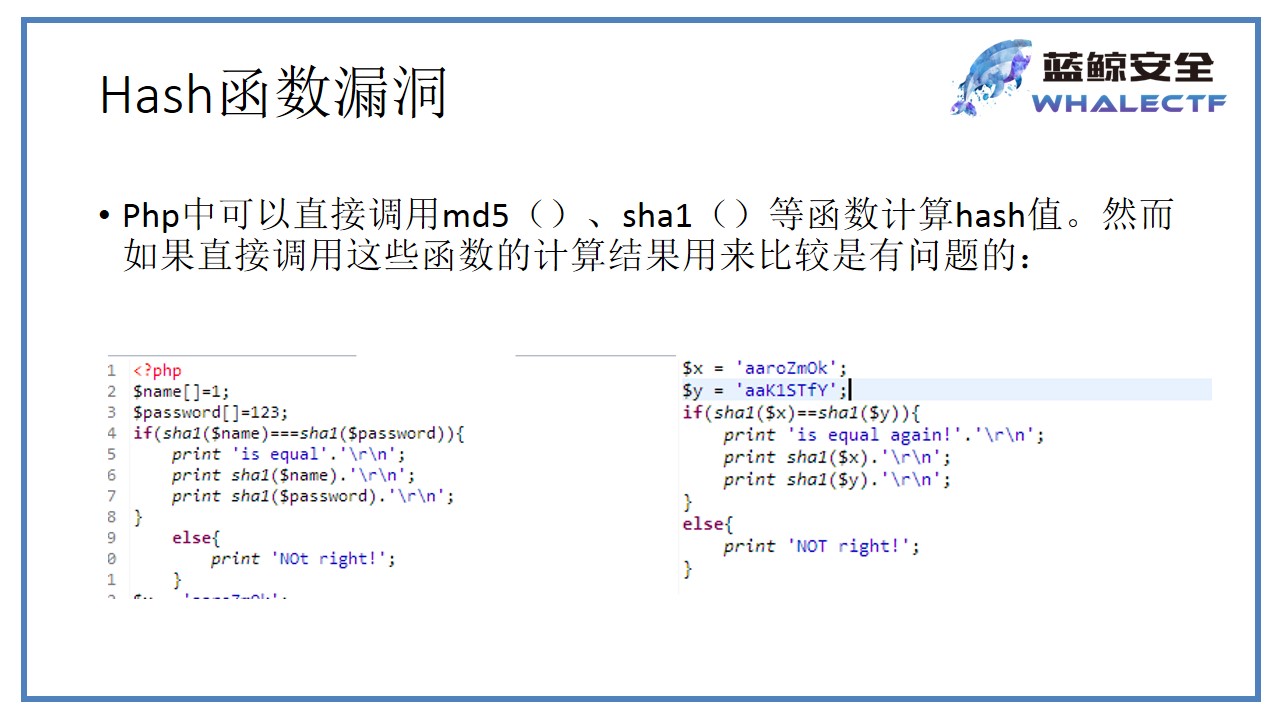 Hash函数漏洞
蓝鲸安全
WHALECTF
• Php中可以直接调用md5（）、sha1（）等函数计算hash值。然而
如果直接调用这些函数的计算结果用来比较是有问题的：
1 <?php
2 $name[]=1;
3 $password[]=123;
4 if(sha1($name)===sha1($password)){
5 print 'is equal'.'\r\n';
6 print sha1($name).'\r\n';
7 print sha1($password).'\r\n';
8 }
9 else{
0 print 'NOt right!';
1 }
$x = 'aaroZmOk';
$y = 'aaK1STfY';
if(sha1($x)==sha1($y)){
print 'is equal again!'.'\r\n';
print sha1($x).'\r\n';
print sha1($y).'\r\n';
}
else{
print 'NOT right!';
}